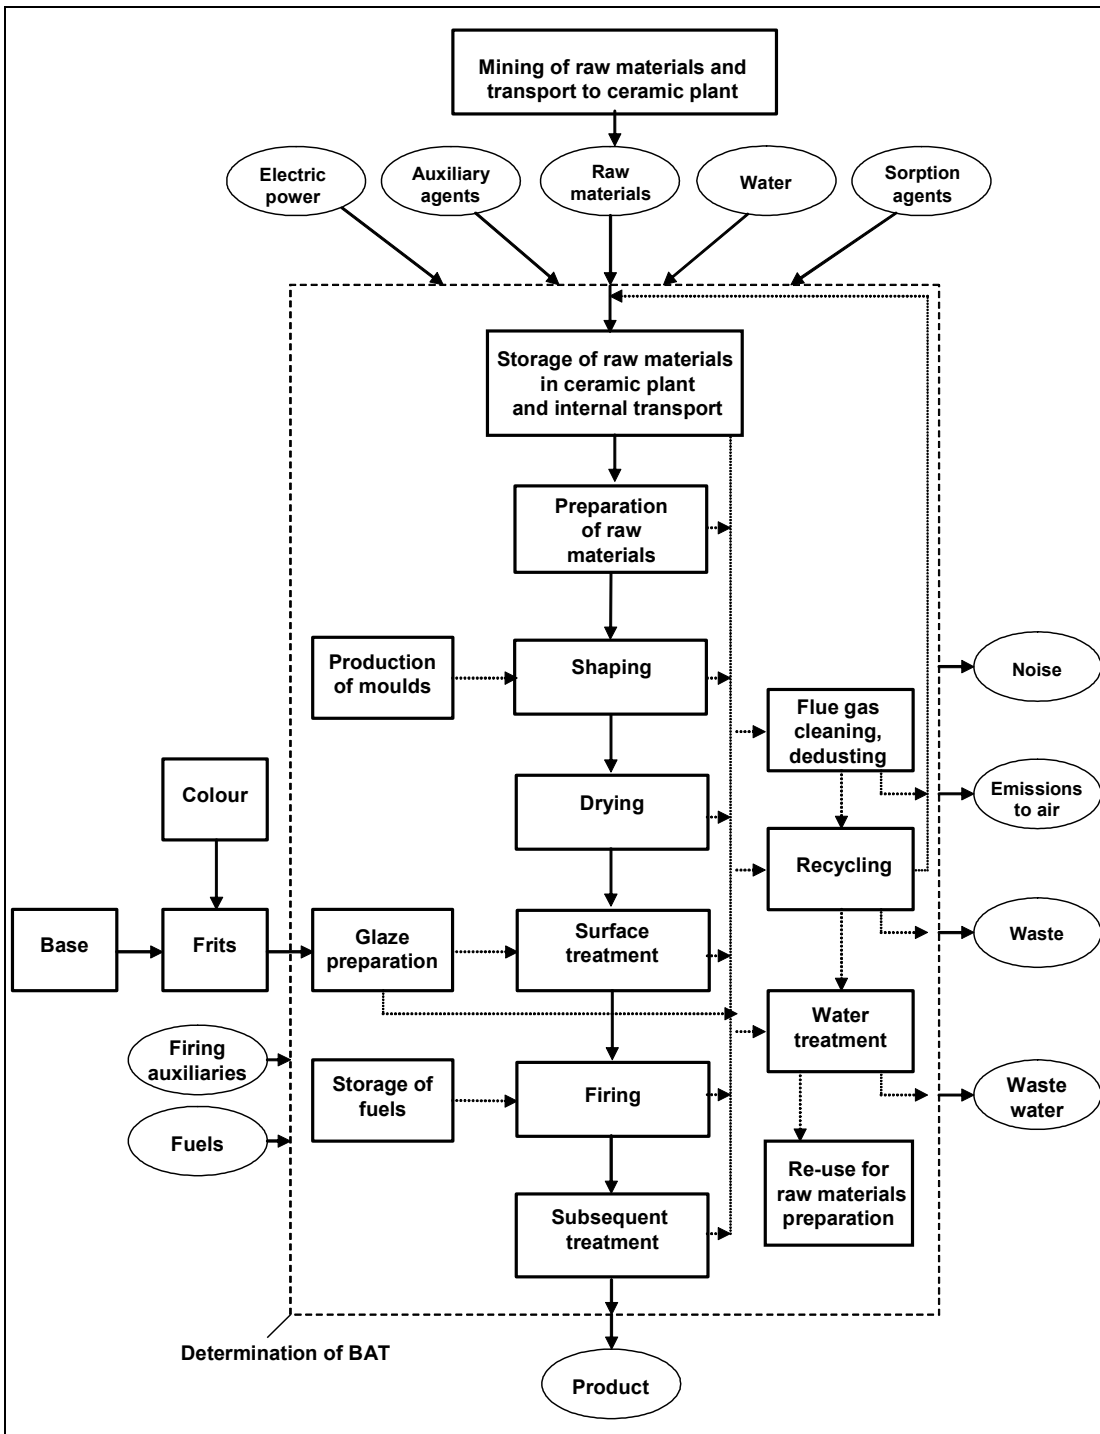 Mining of raw materials and
transport to ceramic plant
Electric
power
Auxiliary
agents
Raw
materials
Water
Sorption
agents
Storage of raw materials
in ceramic plant
and internal transport
Preparation
of raw
materials
Production
of moulds
Shaping
Noise
Flue gas
cleaning,
dedusting
Colour
Drying
Emissions
to air
Recycling
Base
Frits
Glaze
preparation
Surface
treatment
Waste
Water
treatment
Firing
auxiliaries
Storage of
fuels
Firing
Waste
water
Fuels
Re-use for
raw materials
preparation
Subsequent
treatment
Determination of BAT
Product